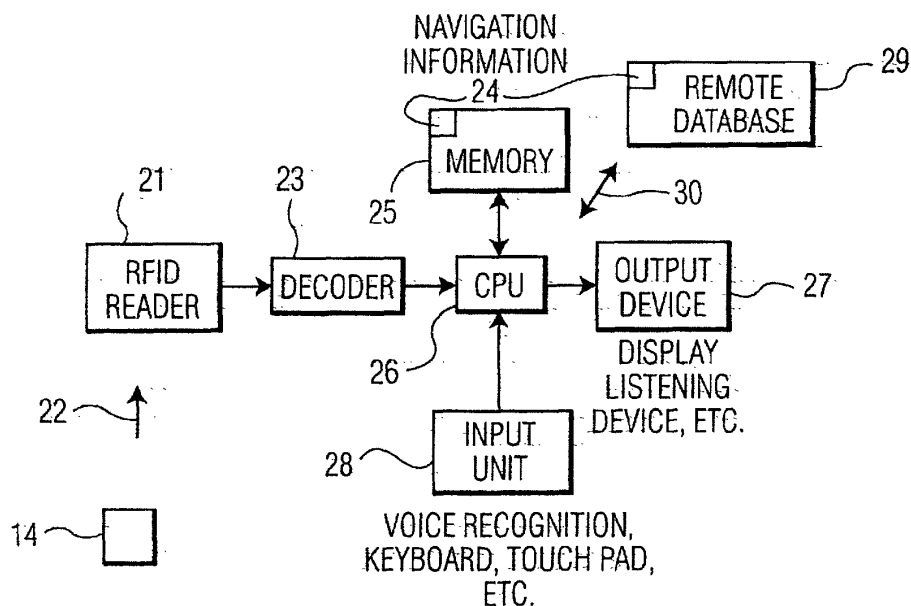 NAVIGATION
INFORMATION
24
REMOTE
DATABASE
29
MEMORY
25
30
21
23
RFID
READER
DECODER
CPU
OUTPUT
DEVICE
27
26
DISPLAY
LISTENING
DEVICE, ETC.
22
INPUT
UNIT
28
14
VOICE RECOGNITION,
KEYBOARD, TOUCH PAD,
ETC.